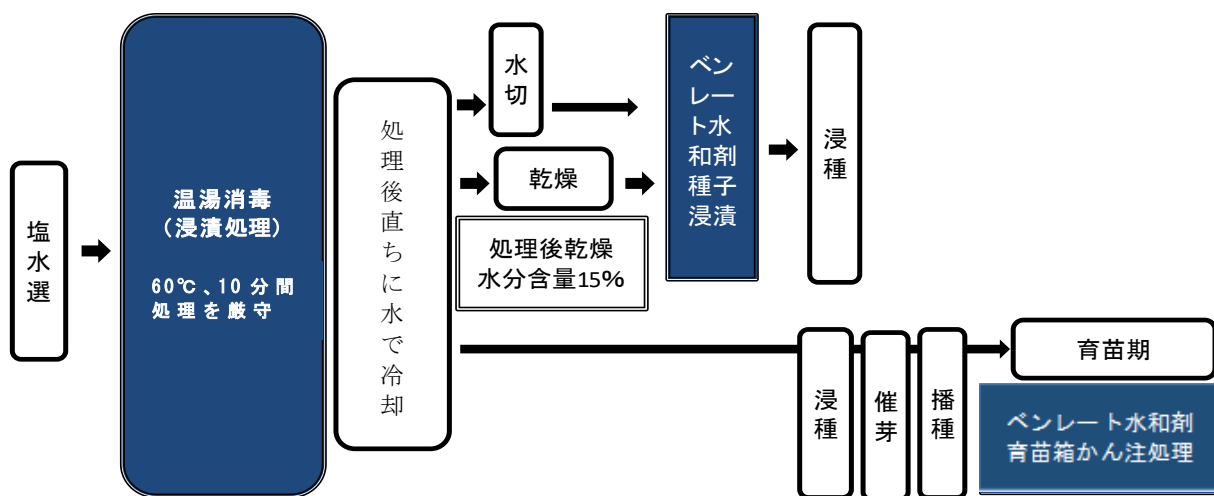 塩水選
温湯消毒
(浸漬処理)
60℃、10分間
処理を厳守
処理後直ちに水で冷却
水切
乾燥
処理後乾燥
水分含量15%
ベン
レー
ト水
和剤
種子
浸漬
浸種
浸種
催芽
播種
育苗期
ベンレート水和剤
育苗箱かん注処理